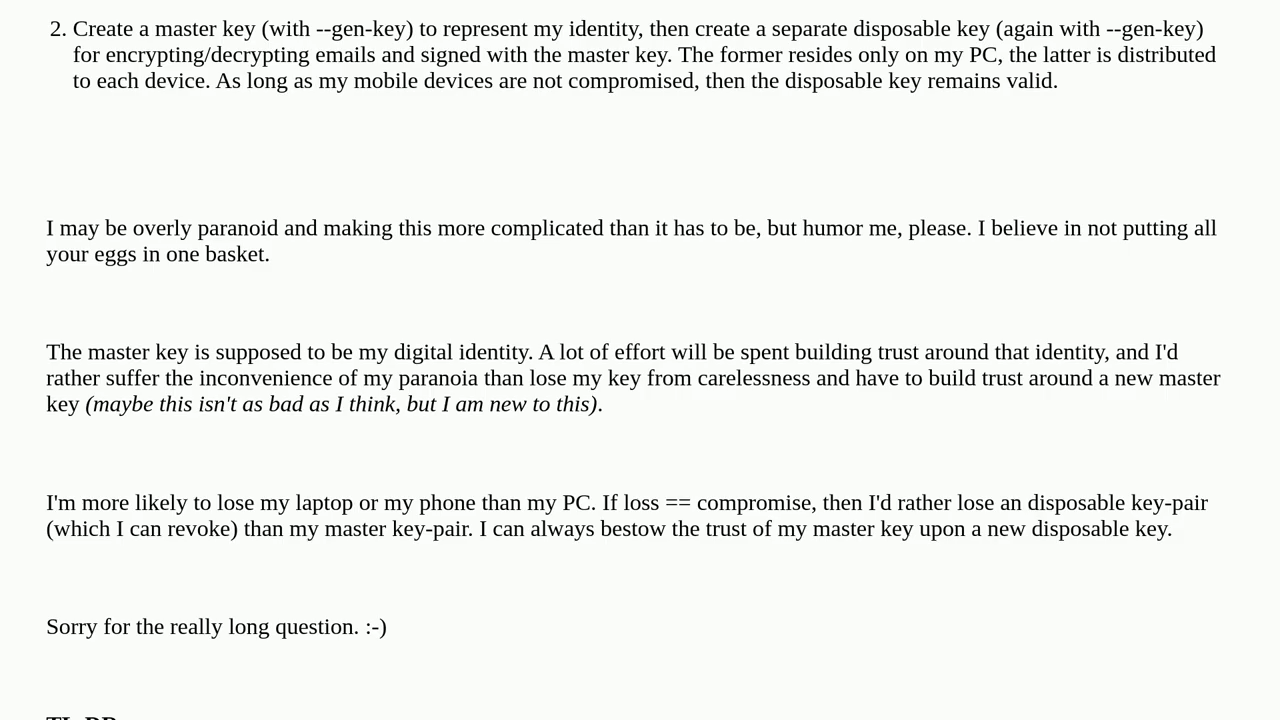 2. Create a master key (with --gen-key) to represent my identity, then create a separate disposable key (again with --gen-key)
for encrypting/decrypting emails and signed with the master key. The former resides only on my PC, the latter is distributed
to each device. As long as my mobile devices are not compromised, then the disposable key remains valid.
I may be overly paranoid and making this more complicated than it has to be, but humor me, please. I believe in not putting all
your eggs in one basket.
The master key is supposed to be my digital identity. A lot of effort will be spent building trust around that identity, and I'd
rather suffer the inconvenience of my paranoia than lose my key from carelessness and have to build trust around a new master
key (maybe this isn't as bad as I think, but I am new to this).
I'm more likely to lose my laptop or my phone than my PC. If loss == compromise, then I'd rather lose an disposable key-pair
(which I can revoke) than my master key-pair. I can always bestow the trust of my master key upon a new disposable key.
Sorry for the really long question. :-)